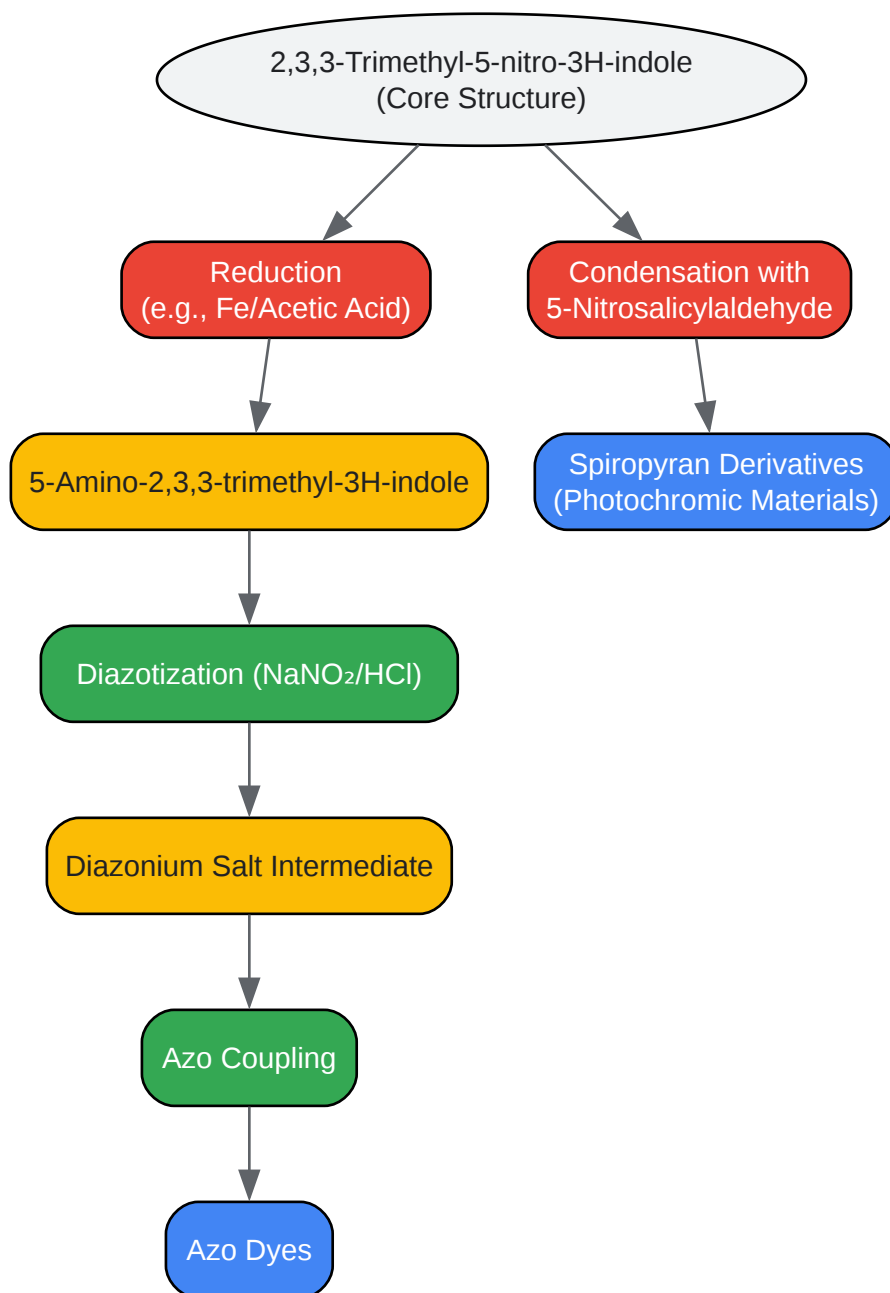 2,3,3-Trimethyl-5-nitro-3H-indole
(Core Structure)
Reduction
(e.g., Fe/Acetic Acid)
Condensation with
5-Nitrosalicylaldehyde
5-Amino-2,3,3-trimethyl-3H-indole
Spiropyran Derivatives
(Photochromic Materials)
Diazotization (NaNO₂/HCl)
Diazonium Salt Intermediate
Azo Coupling
Azo Dyes